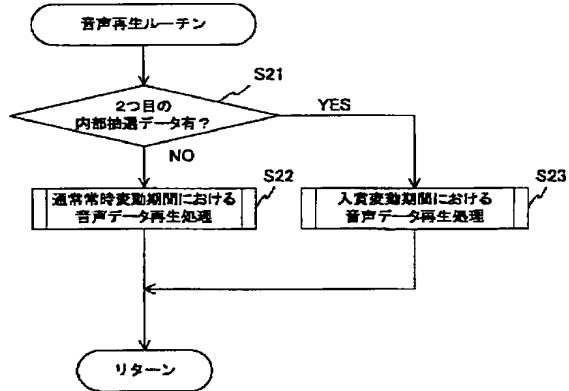 音声再生ルーチン
S21
2つ目の
内部抽選データ有？
YES
NO
S22
通常常時変動期間における
音声データ再生処理
S23
入賞変動期間における
音声データ再生処理
リターン